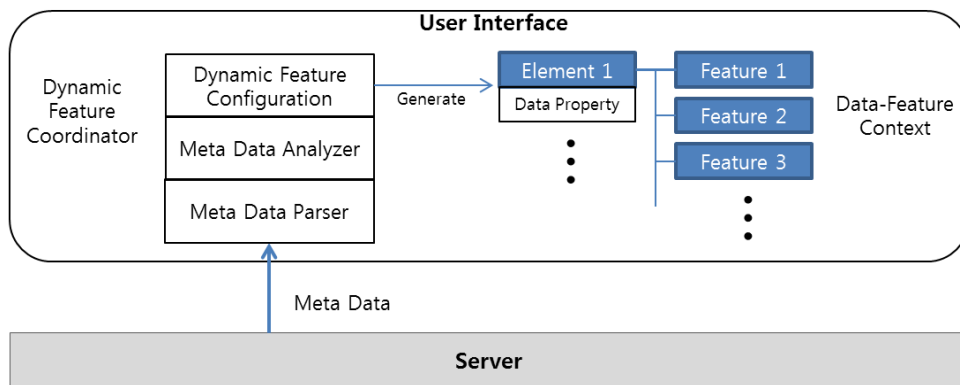 User Interface
Dynamic
Feature
Coordinator
Dynamic Feature
Configuration
Meta Data Analyzer
Meta Data Parser
Generate
Element 1
Data Property
Feature 1
Feature 2
Feature 3
Data-Feature
Context
Meta Data
Server